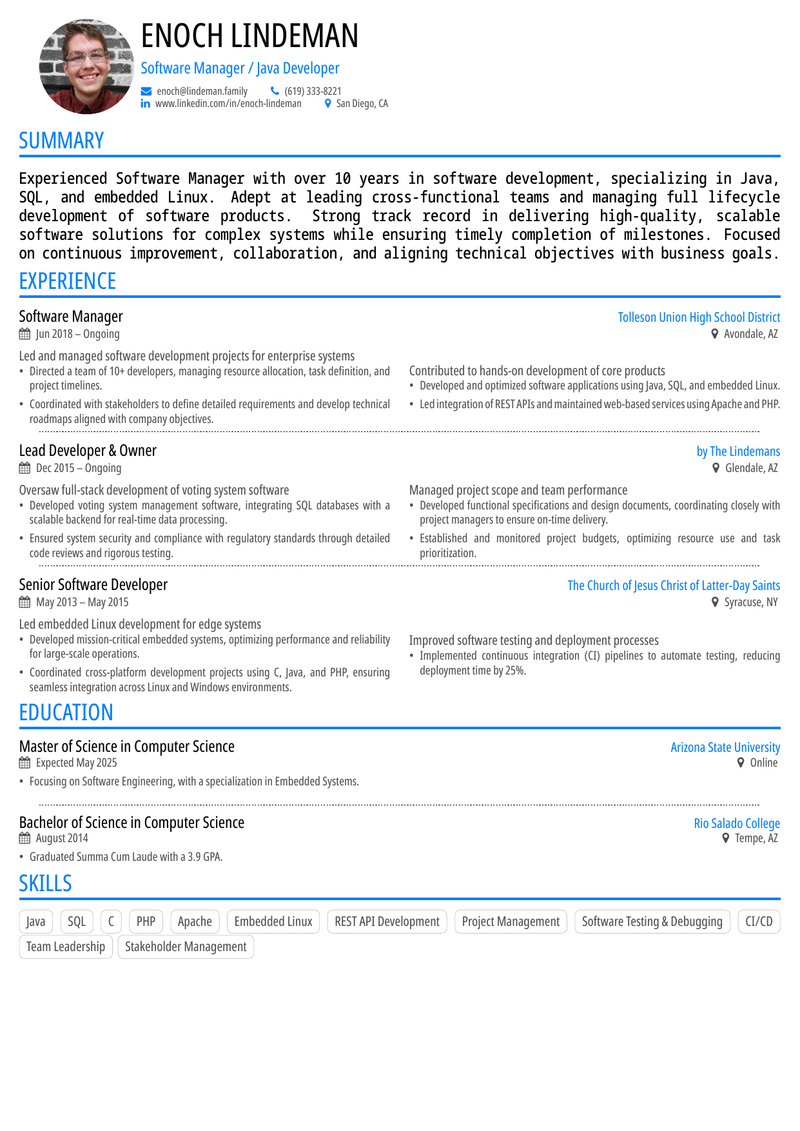 ENOCH LINDEMAN
Software Manager / Java Developer
enoch@lindeman.family (619) 333-8221
www.linkedin.com/in/enoch-lindeman San Diego, CA
SUMMARY
Experienced Software Manager with over 10 years in software development, specializing in Java,
SQL, and embedded Linux. Adept at leading cross-functional teams and managing full lifecycle
development of software products. Strong track record in delivering high-quality, scalable
software solutions for complex systems while ensuring timely completion of milestones. Focused
on continuous improvement, collaboration, and aligning technical objectives with business goals.
EXPERIENCE
Software Manager Tolleson Union High School District
Jun 2018 – Ongoing Avondale, AZ
Led and managed software development projects for enterprise systems
• Directed a team of 10+ developers, managing resource allocation, task definition, and
project timelines.
• Coordinated with stakeholders to define detailed requirements and develop technical
roadmaps aligned with company objectives.
Contributed to hands-on development of core products
• Developed and optimized software applications using Java, SQL, and embedded Linux.
• Led integration of REST APIs and maintained web-based services using Apache and PHP.
Lead Developer & Owner by The Lindemans
Dec 2015 – Ongoing Glendale, AZ
Oversaw full-stack development of voting system software
• Developed voting system management software, integrating SQL databases with a
scalable backend for real-time data processing.
• Ensured system security and compliance with regulatory standards through detailed
code reviews and rigorous testing.
Managed project scope and team performance
• Developed functional specifications and design documents, coordinating closely with
project managers to ensure on-time delivery.
• Established and monitored project budgets, optimizing resource use and task
prioritization.
Senior Software Developer The Church of Jesus Christ of Latter-Day Saints
May 2013 – May 2015 Syracuse, NY
Led embedded Linux development for edge systems
• Developed mission-critical embedded systems, optimizing performance and reliability
for large-scale operations.
• Coordinated cross-platform development projects using C, Java, and PHP, ensuring
seamless integration across Linux and Windows environments.
Improved software testing and deployment processes
• Implemented continuous integration (CI) pipelines to automate testing, reducing
deployment time by 25%.
EDUCATION
Master of Science in Computer Science Arizona State University
Expected May 2025 Online
• Focusing on Software Engineering, with a specialization in Embedded Systems.
Bachelor of Science in Computer Science Rio Salado College
August 2014 Tempe, AZ
• Graduated Summa Cum Laude with a 3.9 GPA.
SKILLS
Java SQL C PHP Apache Embedded Linux REST API Development Project Management Software Testing & Debugging CI/CD
Team Leadership Stakeholder Management